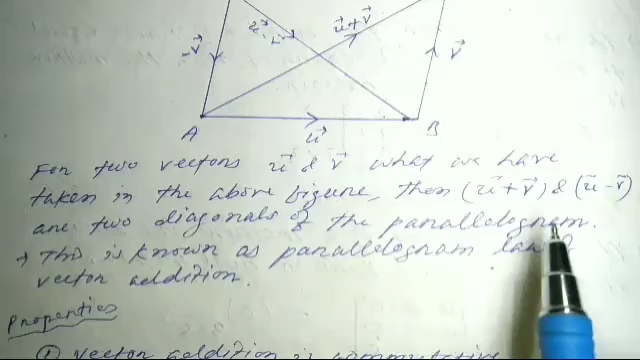 -v⃗
u⃗-v⃗
u⃗+v⃗
v⃗
A
u⃗
B
For two vectors u⃗ & v⃗ what we have
taken in the above figure, then (u⃗+v⃗) & (u⃗-v⃗)
are two diagonals of the parallelogram.
→ This is known as parallelogram law of
vector addition.
Properties
① Vector addition is commutative